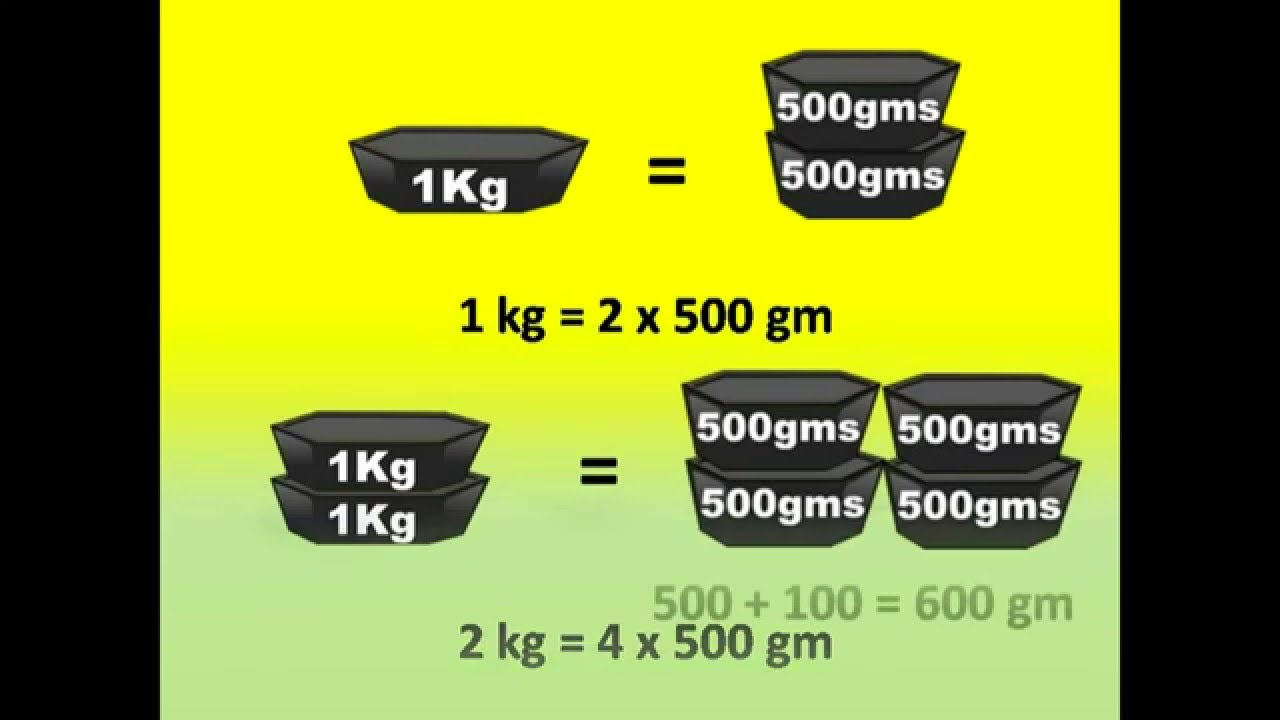 500gms
1Kg = 500gms
1 kg = 2 x 500 gm
500gms 500gms
1Kg
=
1Kg 500gms 500gms
500 + 100 = 600 gm
2 kg = 4 x 500 gm